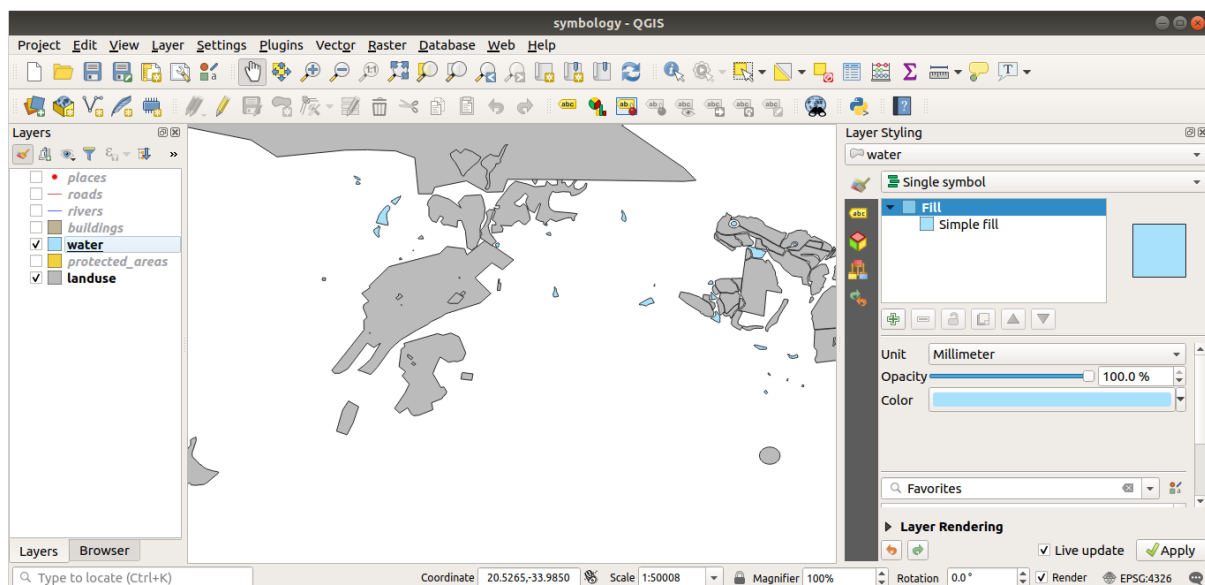 symbology - QGIS
Project Edit View Layer Settings Plugins Vector Raster Database Web Help
Layers
places
roads
rivers
buildings
water
protected_areas
landuse
Layers Browser
Layer Styling
water
Single symbol
Fill
Simple fill
Unit Millimeter
Opacity 100.0 %
Color
Favorites
Layer Rendering
Live update Apply
Type to locate (Ctrl+K) Coordinate 20.5265,-33.9850 Scale 1:50008 Magnifier 100% Rotation 0.0 ° Render EPSG:4326